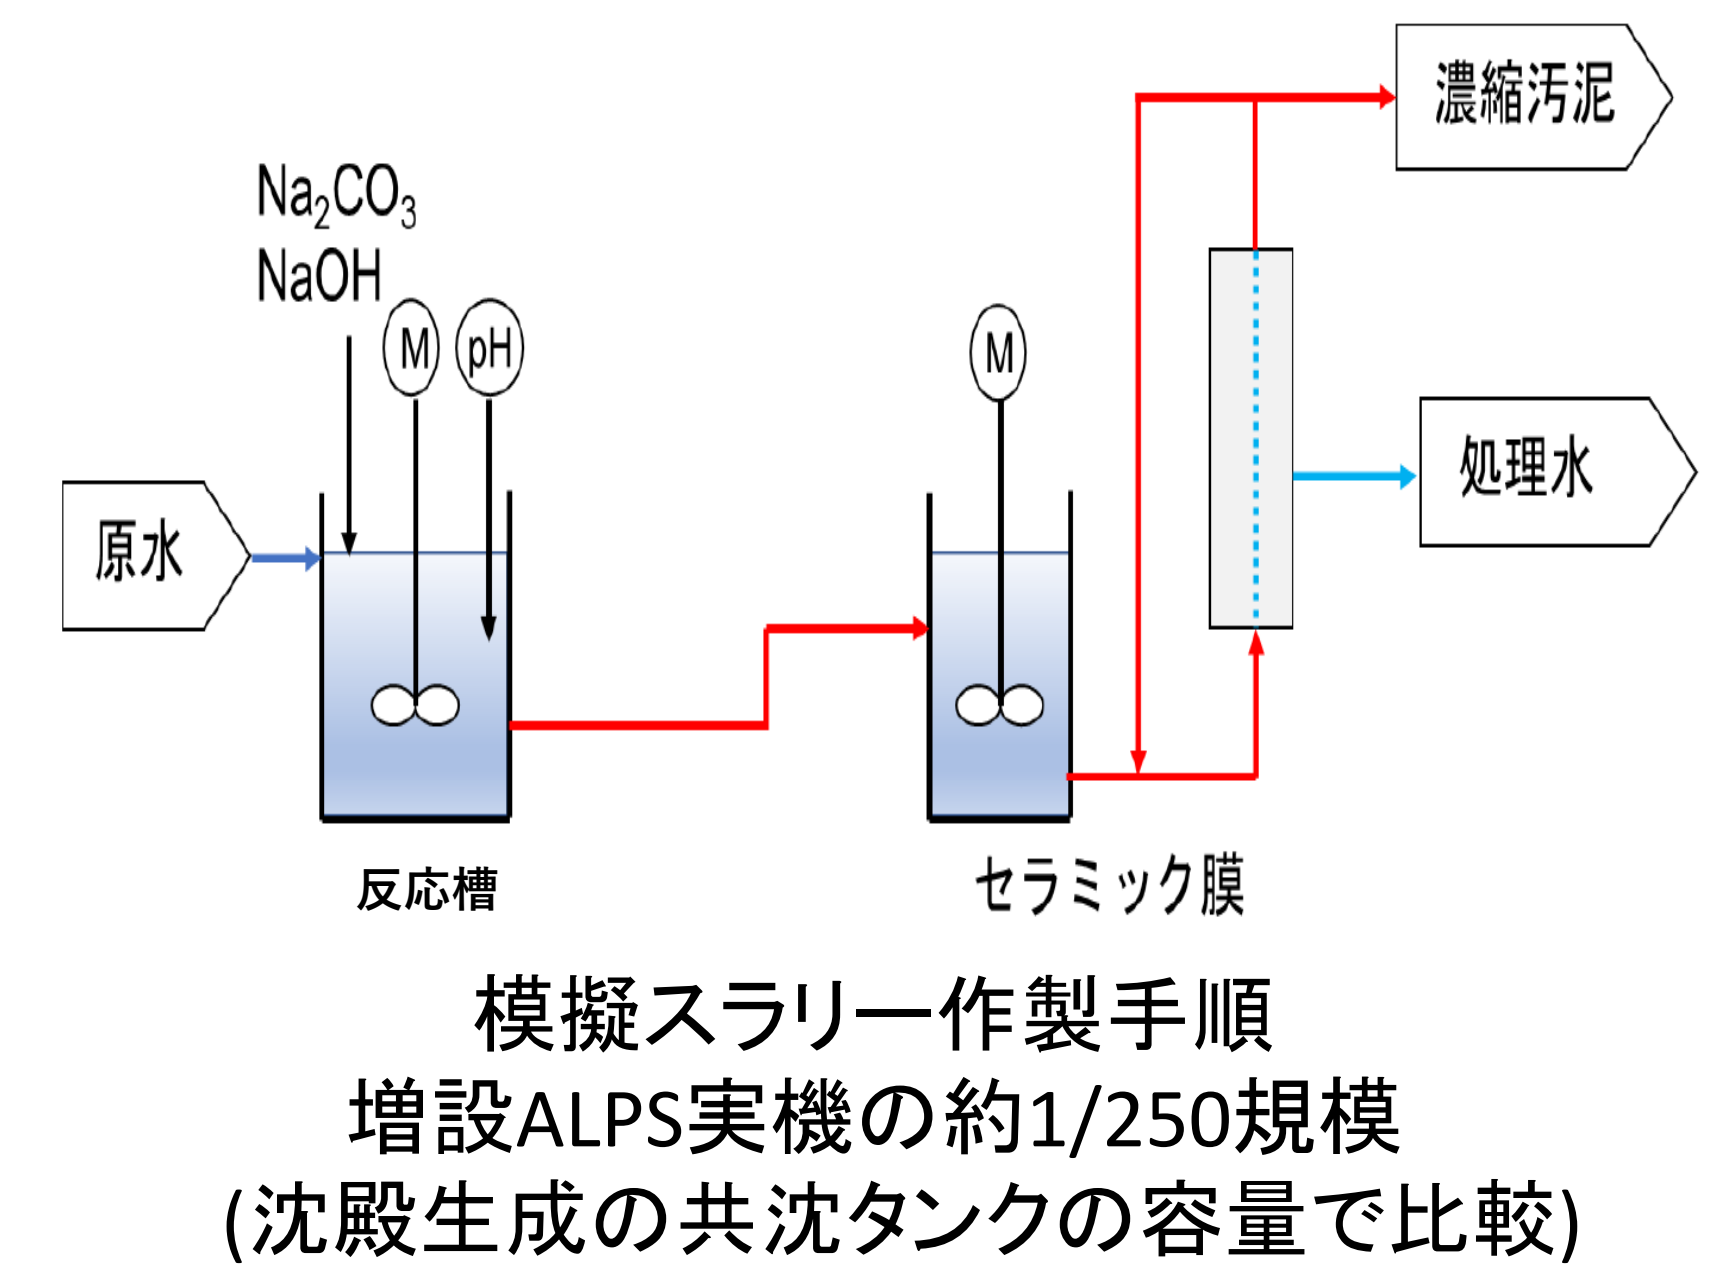 濃縮汚泥
Na₂CO₃
NaOH
M
pH
M
処理水
原水
反応槽
セラミック膜
模擬スラリー作製手順
増設ALPS実機の約1/250規模
(沈殿生成の共沈タンクの容量で比較)